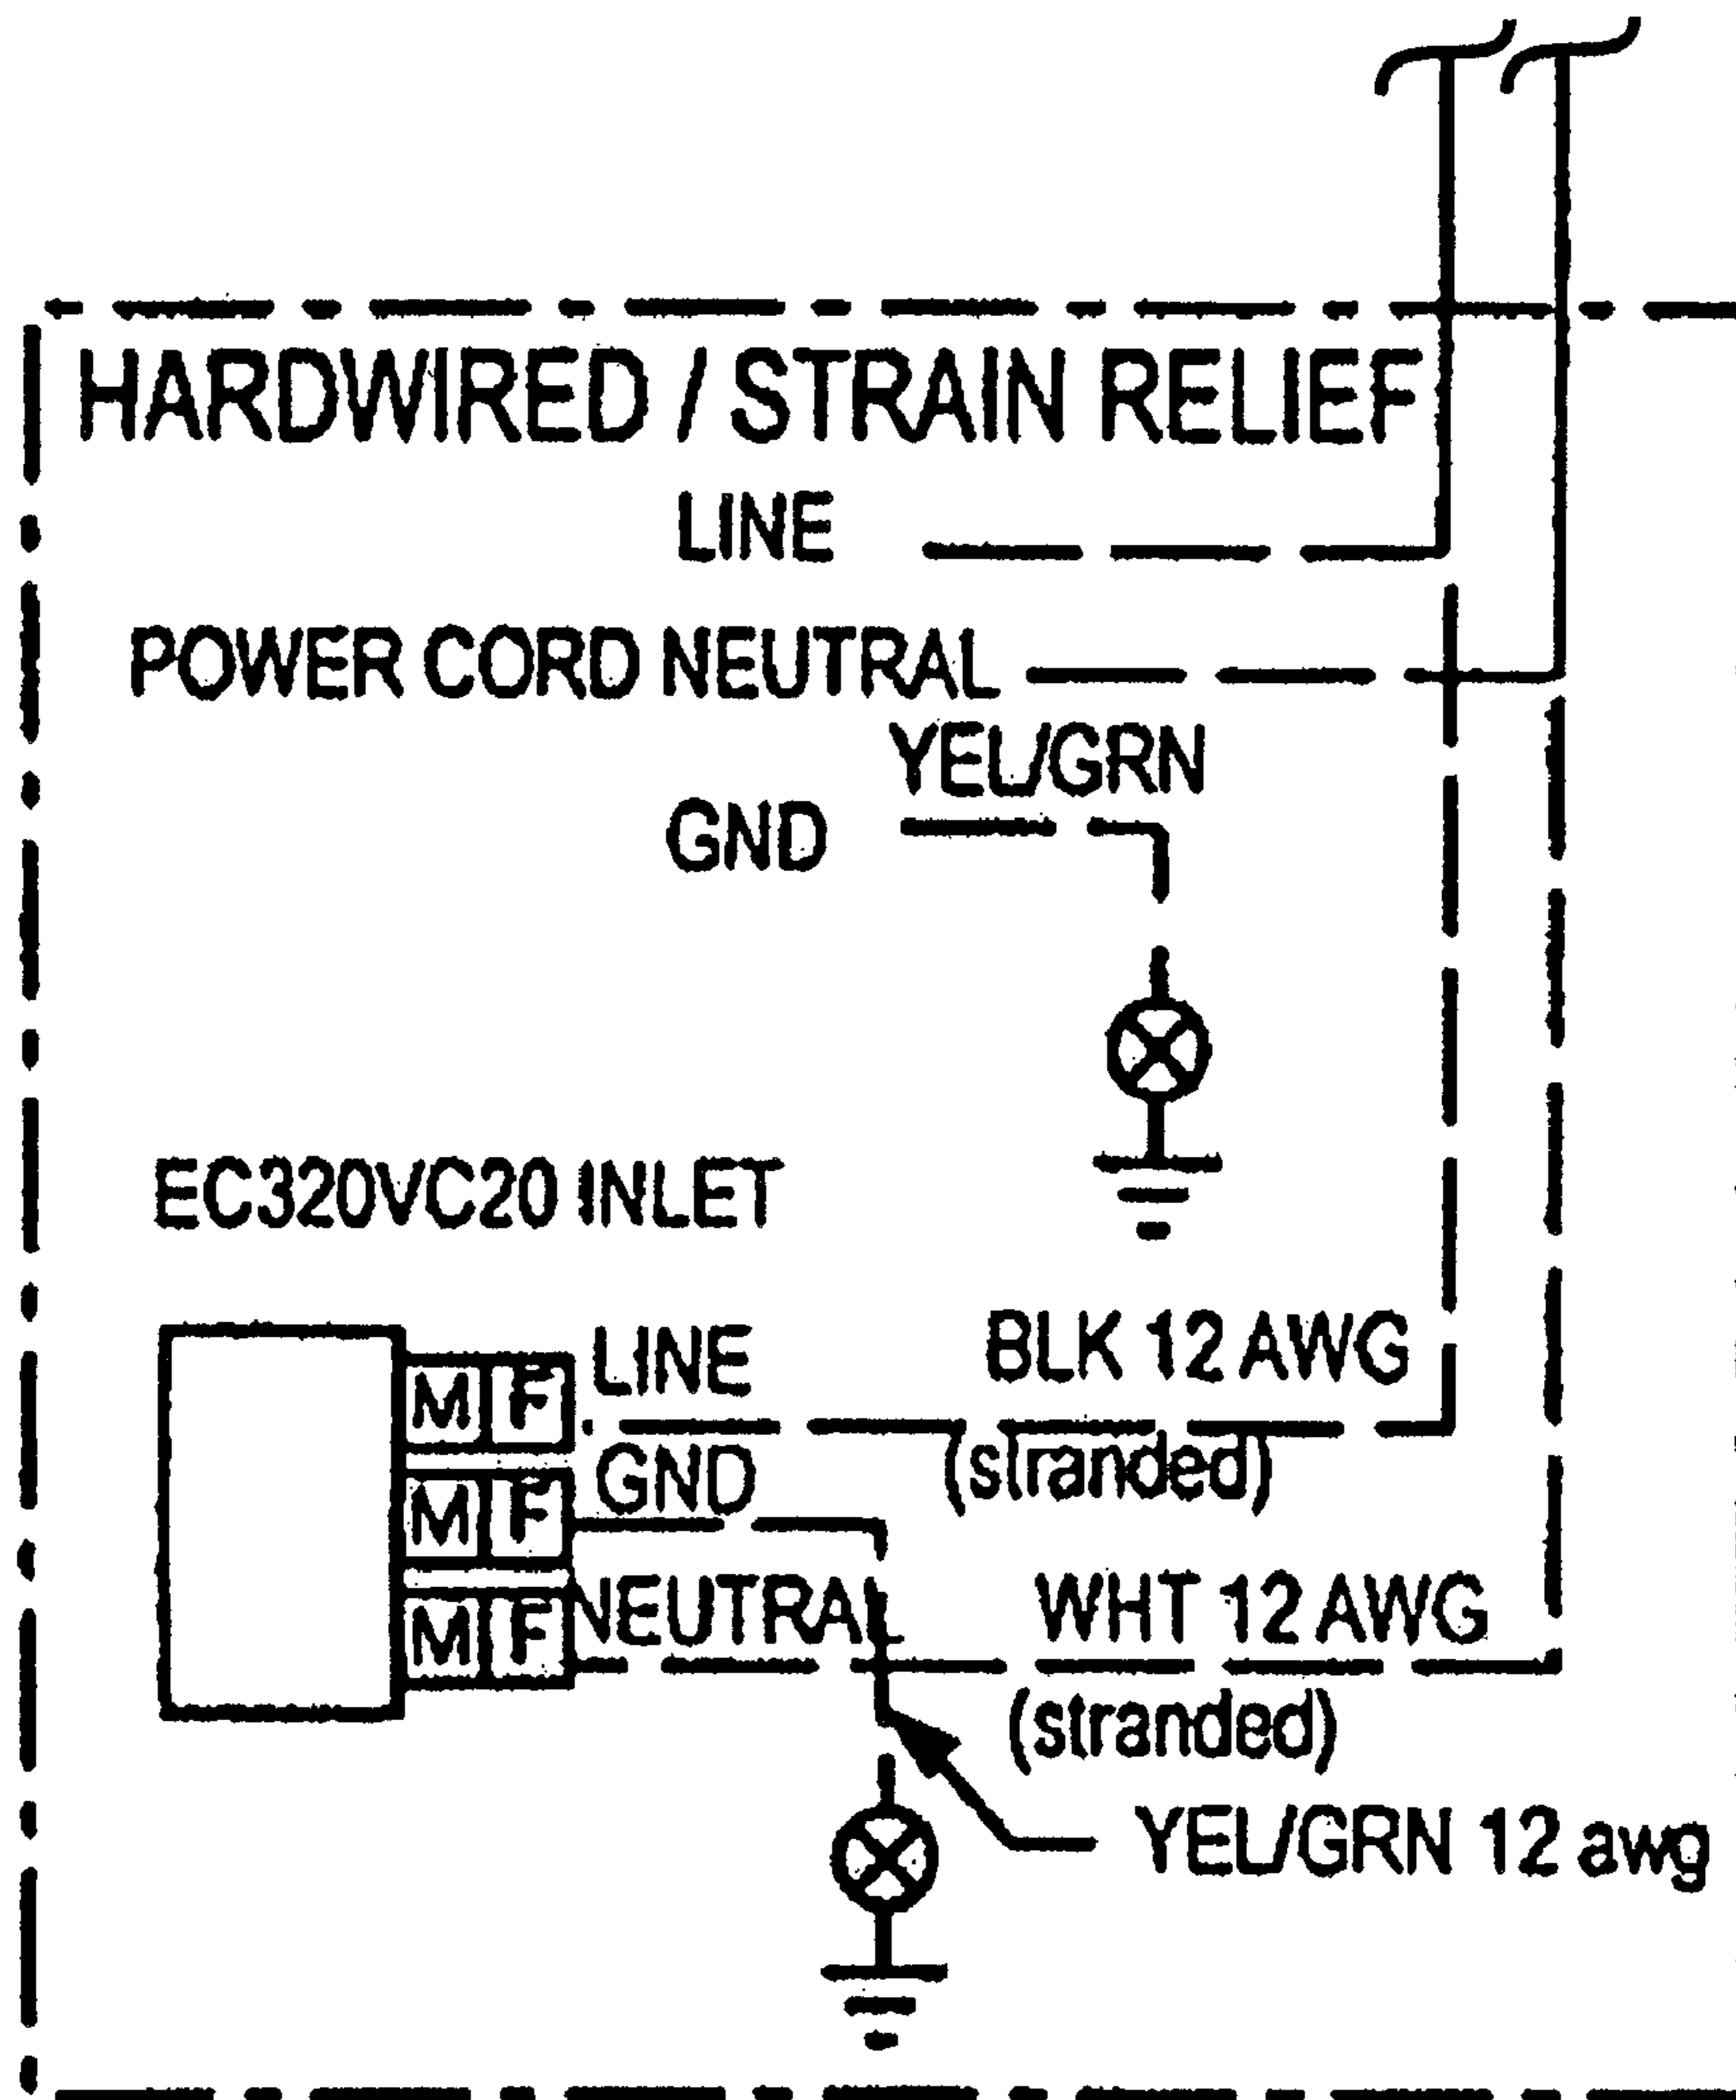 HARDWIRED / STRAIN RELIEF
LINE
POWER CORD NEUTRAL
YEL/GRN
GND
EC320VC20 INLET
LINE
BLK 12 AWG
M F
GND
(stranded)
M F
NEUTRAL
WHT 12 AWG
M F
(stranded)
YEL/GRN 12 awg